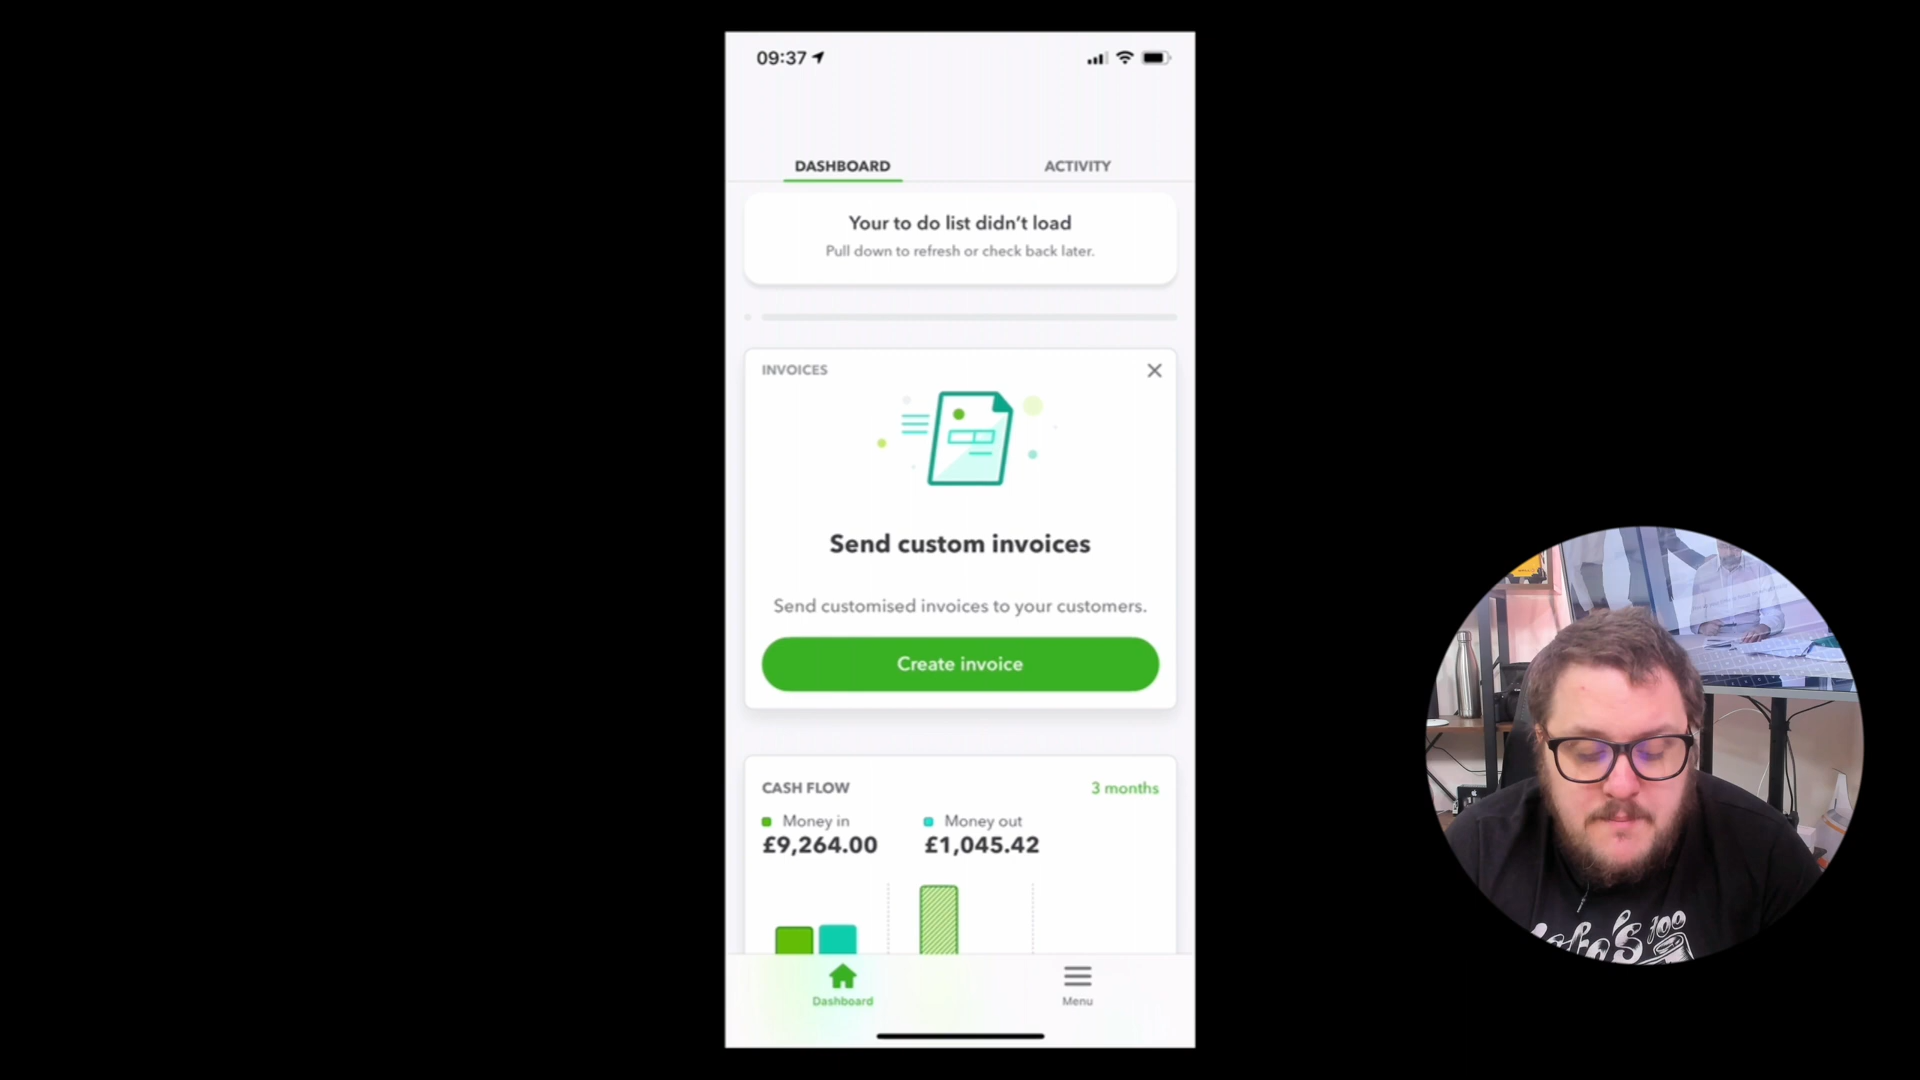 09:37
DASHBOARD
ACTIVITY
Your to do list didn’t load
Pull down to refresh or check back later.
INVOICES
Send custom invoices
Send customised invoices to your customers.
Create invoice
CASH FLOW
3 months
Money in
£9,264.00
Money out
£1,045.42
Dashboard
Menu